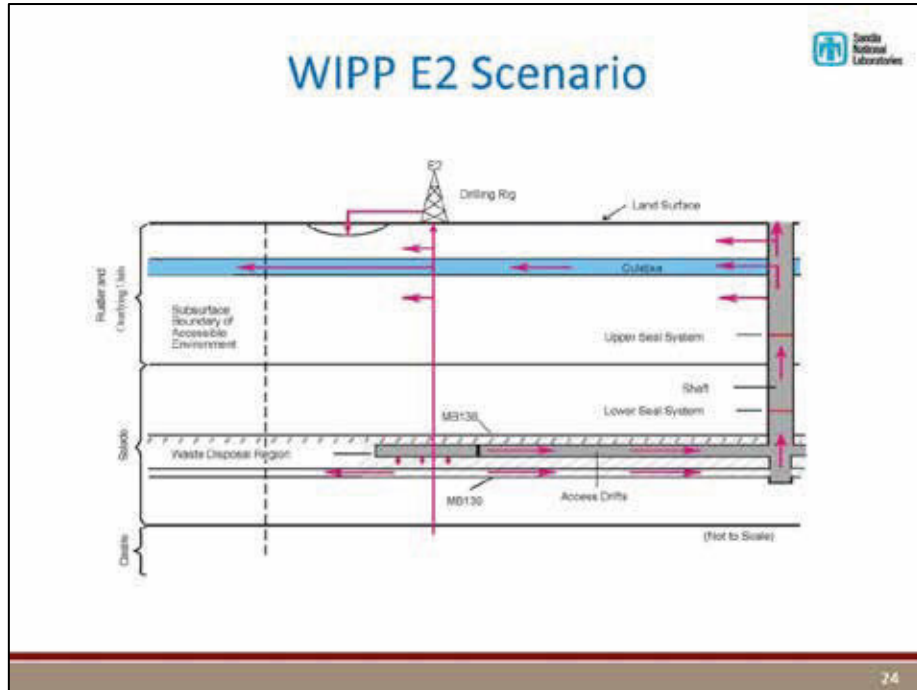 WIPP E2 Scenario
Sandia
National
Laboratories
E2
Drilling Rig
Land Surface
Culebra
Rustler and
Subsurface
Boundary of
Accessible
Environment
Upper Seal System
Shaft
Lower Seal System
MB138
Salado
Waste Disposal Region
Access Drifts
MB139
(Not to Scale)
Castile
24